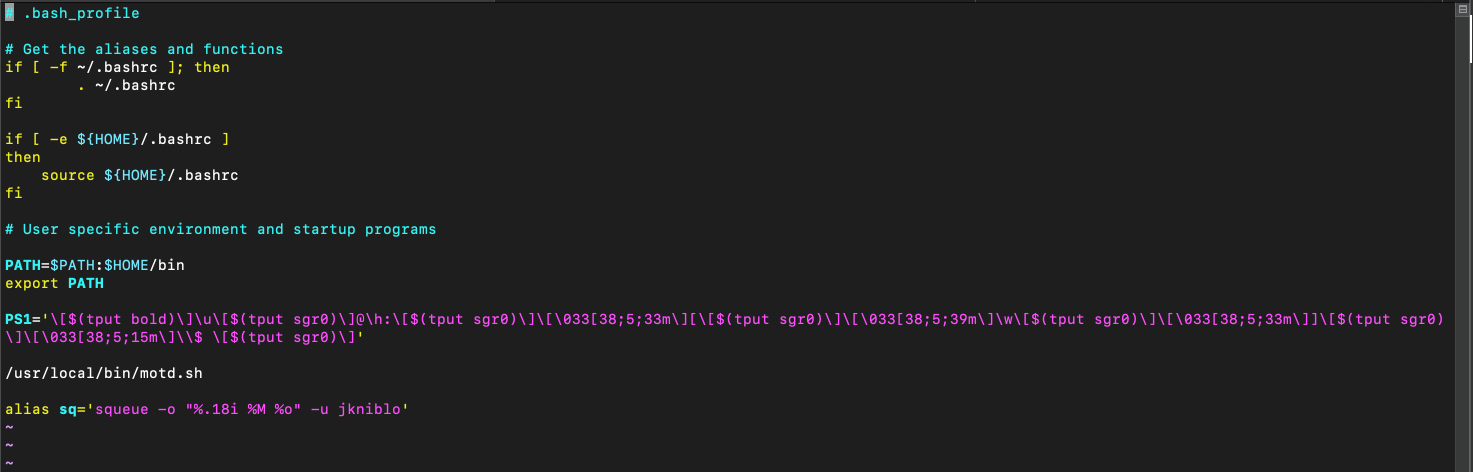 # .bash_profile

# Get the aliases and functions
if [ -f ~/.bashrc ]; then
        . ~/.bashrc
fi

if [ -e ${HOME}/.bashrc ]
then
    source ${HOME}/.bashrc
fi

# User specific environment and startup programs

PATH=$PATH:$HOME/bin
export PATH

PS1='\[$(tput bold)\]\u\[$(tput sgr0)\]@\h:\[$(tput sgr0)\]\[\033[38;5;33m\][\[$(tput sgr0)\]\[\033[38;5;39m\]\w\[$(tput sgr0)\]\[\033[38;5;33m\]]\[$(tput sgr0)
\]\[\033[38;5;15m\]\\$ \[$(tput sgr0)\]'

/usr/local/bin/motd.sh

alias sq='squeue -o "%.18i %M %o" -u jkniblo'
~
~
~